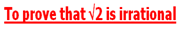 To prove that √2 is irrational